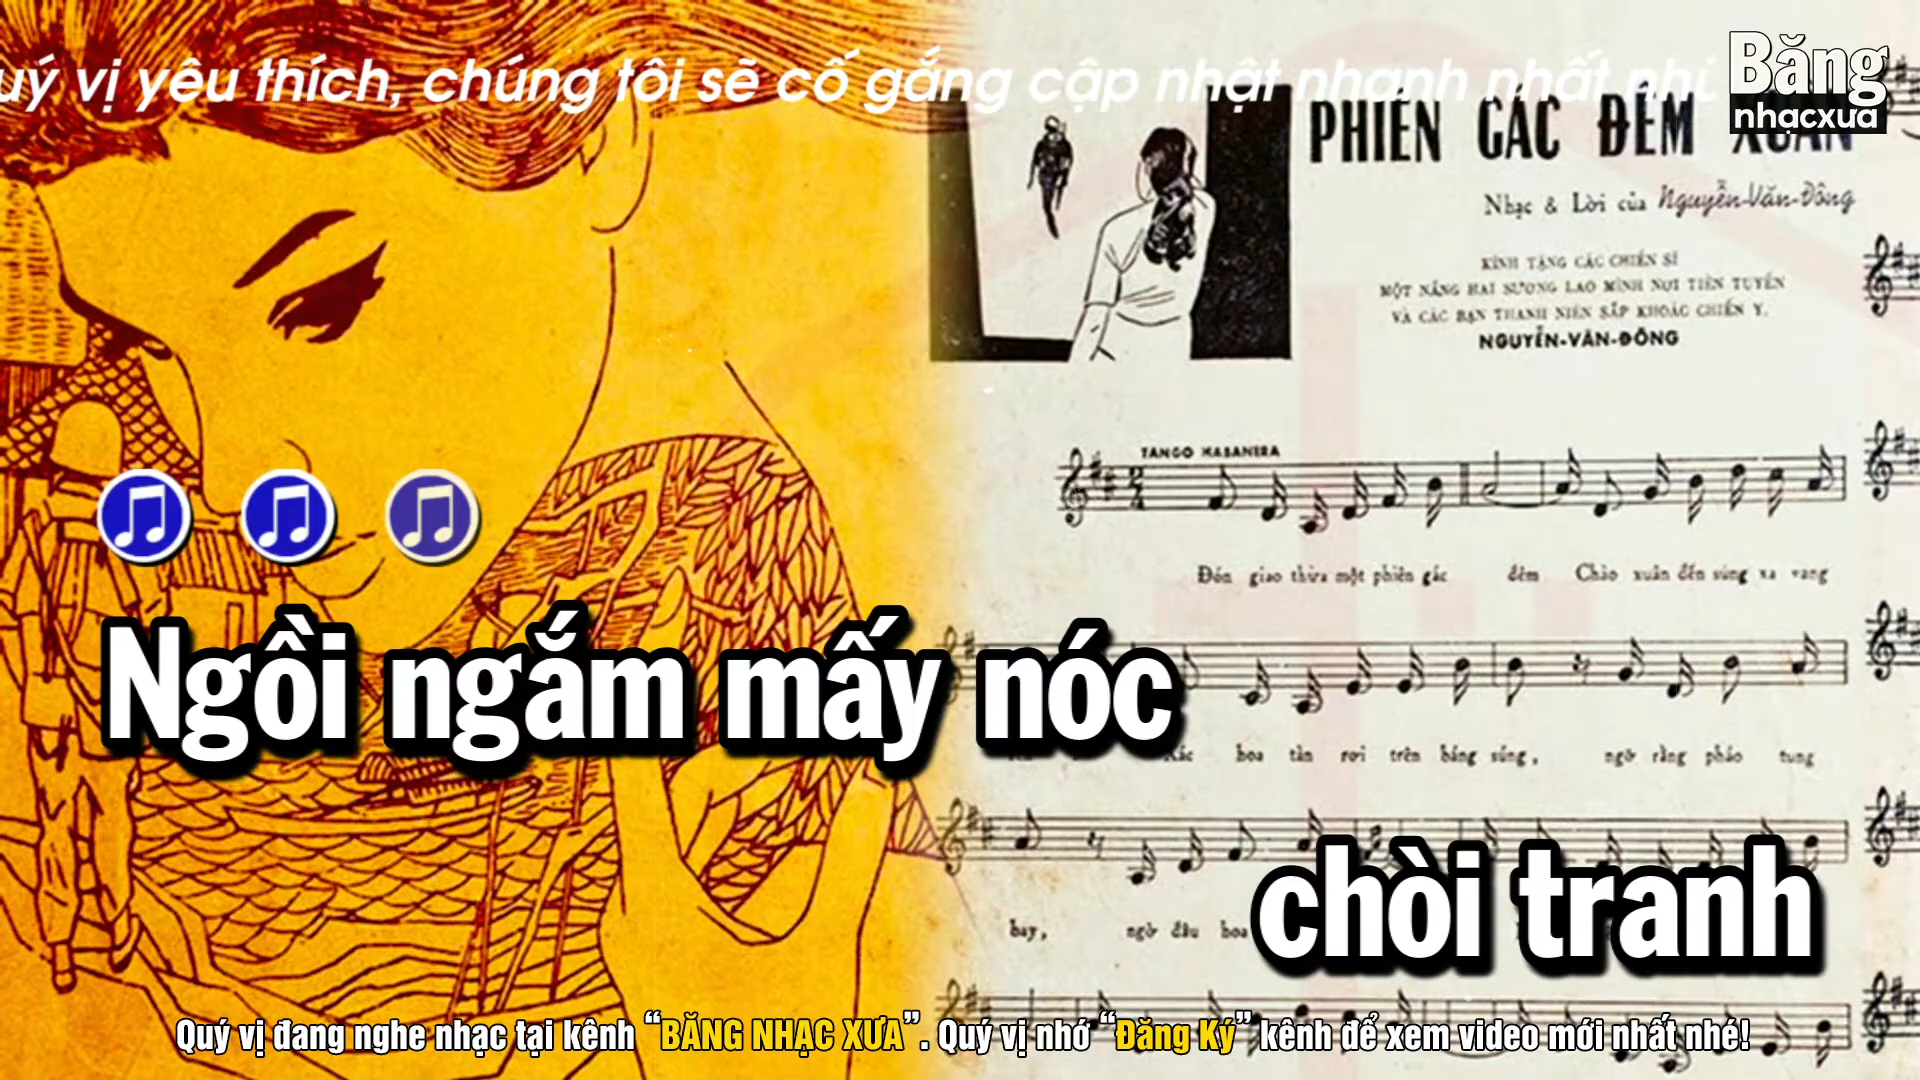 uý vị yêu thích, chúng tôi sẽ cố gắng cập nhật nhanh nhất
Băng
nhạcxưa
PHIÊN GÁC ĐÊM XUÂN
Nhạc & Lời của Nguyễn-Văn-Đông
KÍNH TẶNG CÁC CHIẾN SĨ
MỘT NẮNG HAI SƯƠNG LAO MÌNH NƠI TIỀN TUYẾN
VÀ CÁC BẠN THANH NIÊN SẮP KHOÁC CHIẾN Y.
NGUYỄN-VĂN-ĐÔNG
TANGO HABANERA
Đón giao thừa một phiên gác đêm Chào xuân đến súng xa vang
Ngồi ngắm mấy nóc
Xác hoa tàn rơi trên báng súng, ngỡ rằng pháo tung
chòi tranh
bay, ngờ đâu hoa
Quý vị đang nghe nhạc tại kênh “BĂNG NHẠC XƯA”. Quý vị nhớ “Đăng Ký” kênh để xem video mới nhất nhé!